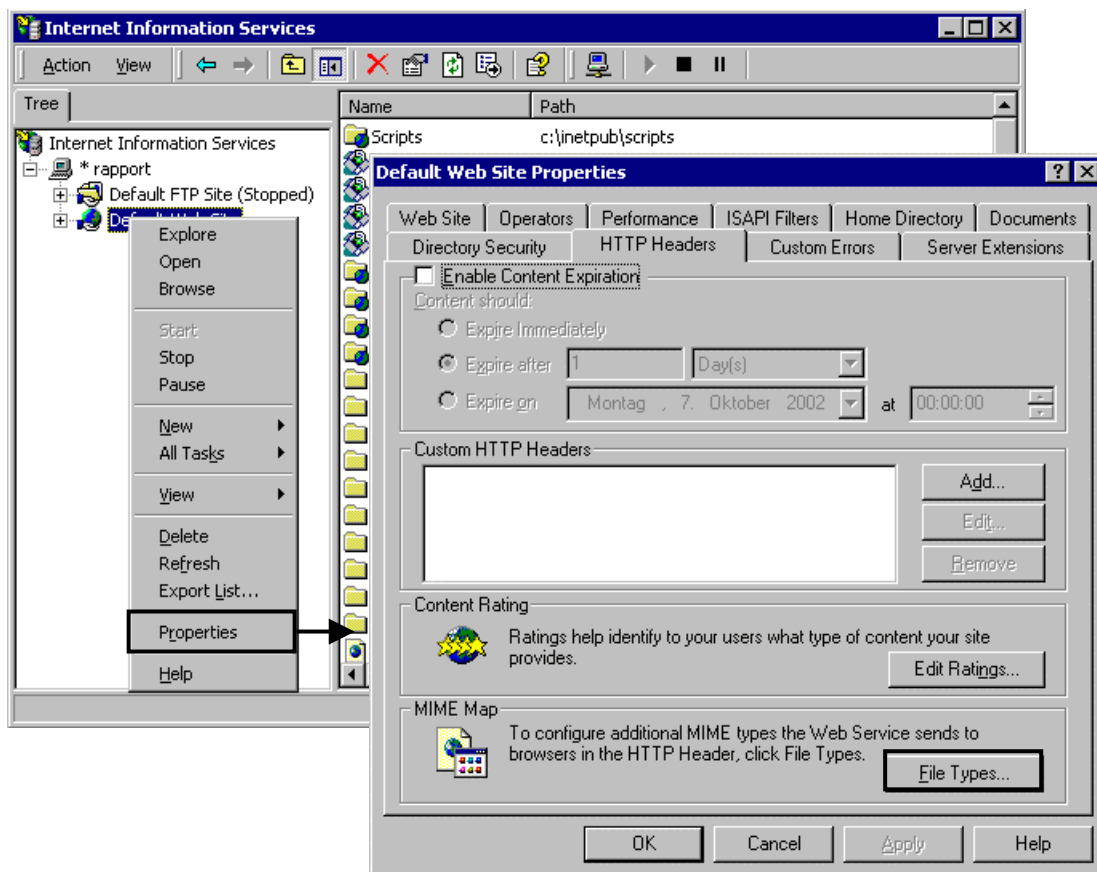 Internet Information Services
Action View
Tree
Name Path
Internet Information Services
* rapport
Default FTP Site (Stopped)
Scripts c:\inetpub\scripts
Explore
Open
Browse
Start
Stop
Pause
New
All Tasks
View
Delete
Refresh
Export List...
Properties
Help
Default Web Site Properties
Web Site Operators Performance ISAPI Filters Home Directory Documents
Directory Security HTTP Headers Custom Errors Server Extensions
Enable Content Expiration
Content should:
Expire Immediately
Expire after 1 Day(s)
Expire on Montag , 7. Oktober 2002 at 00:00:00
Custom HTTP Headers
Add...
Edit...
Remove
Content Rating
Ratings help identify to your users what type of content your site
provides.
Edit Ratings...
MIME Map
To configure additional MIME types the Web Service sends to
browsers in the HTTP Header, click File Types.
File Types...
OK Cancel Apply Help